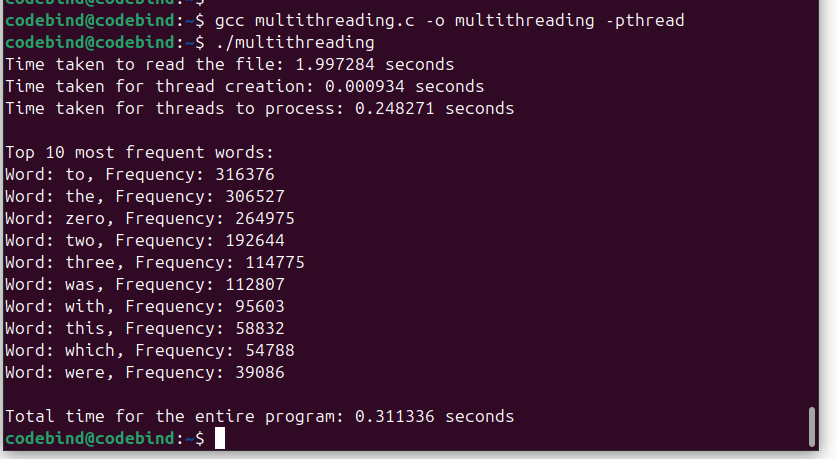 codebind@codebind:~$ gcc multithreading.c -o multithreading -pthread
codebind@codebind:~$ ./multithreading
Time taken to read the file: 1.997284 seconds
Time taken for thread creation: 0.000934 seconds
Time taken for threads to process: 0.248271 seconds
Top 10 most frequent words:
Word: to, Frequency: 316376
Word: the, Frequency: 306527
Word: zero, Frequency: 264975
Word: two, Frequency: 192644
Word: three, Frequency: 114775
Word: was, Frequency: 112807
Word: with, Frequency: 95603
Word: this, Frequency: 58832
Word: which, Frequency: 54788
Word: were, Frequency: 39086
Total time for the entire program: 0.311336 seconds
codebind@codebind:~$